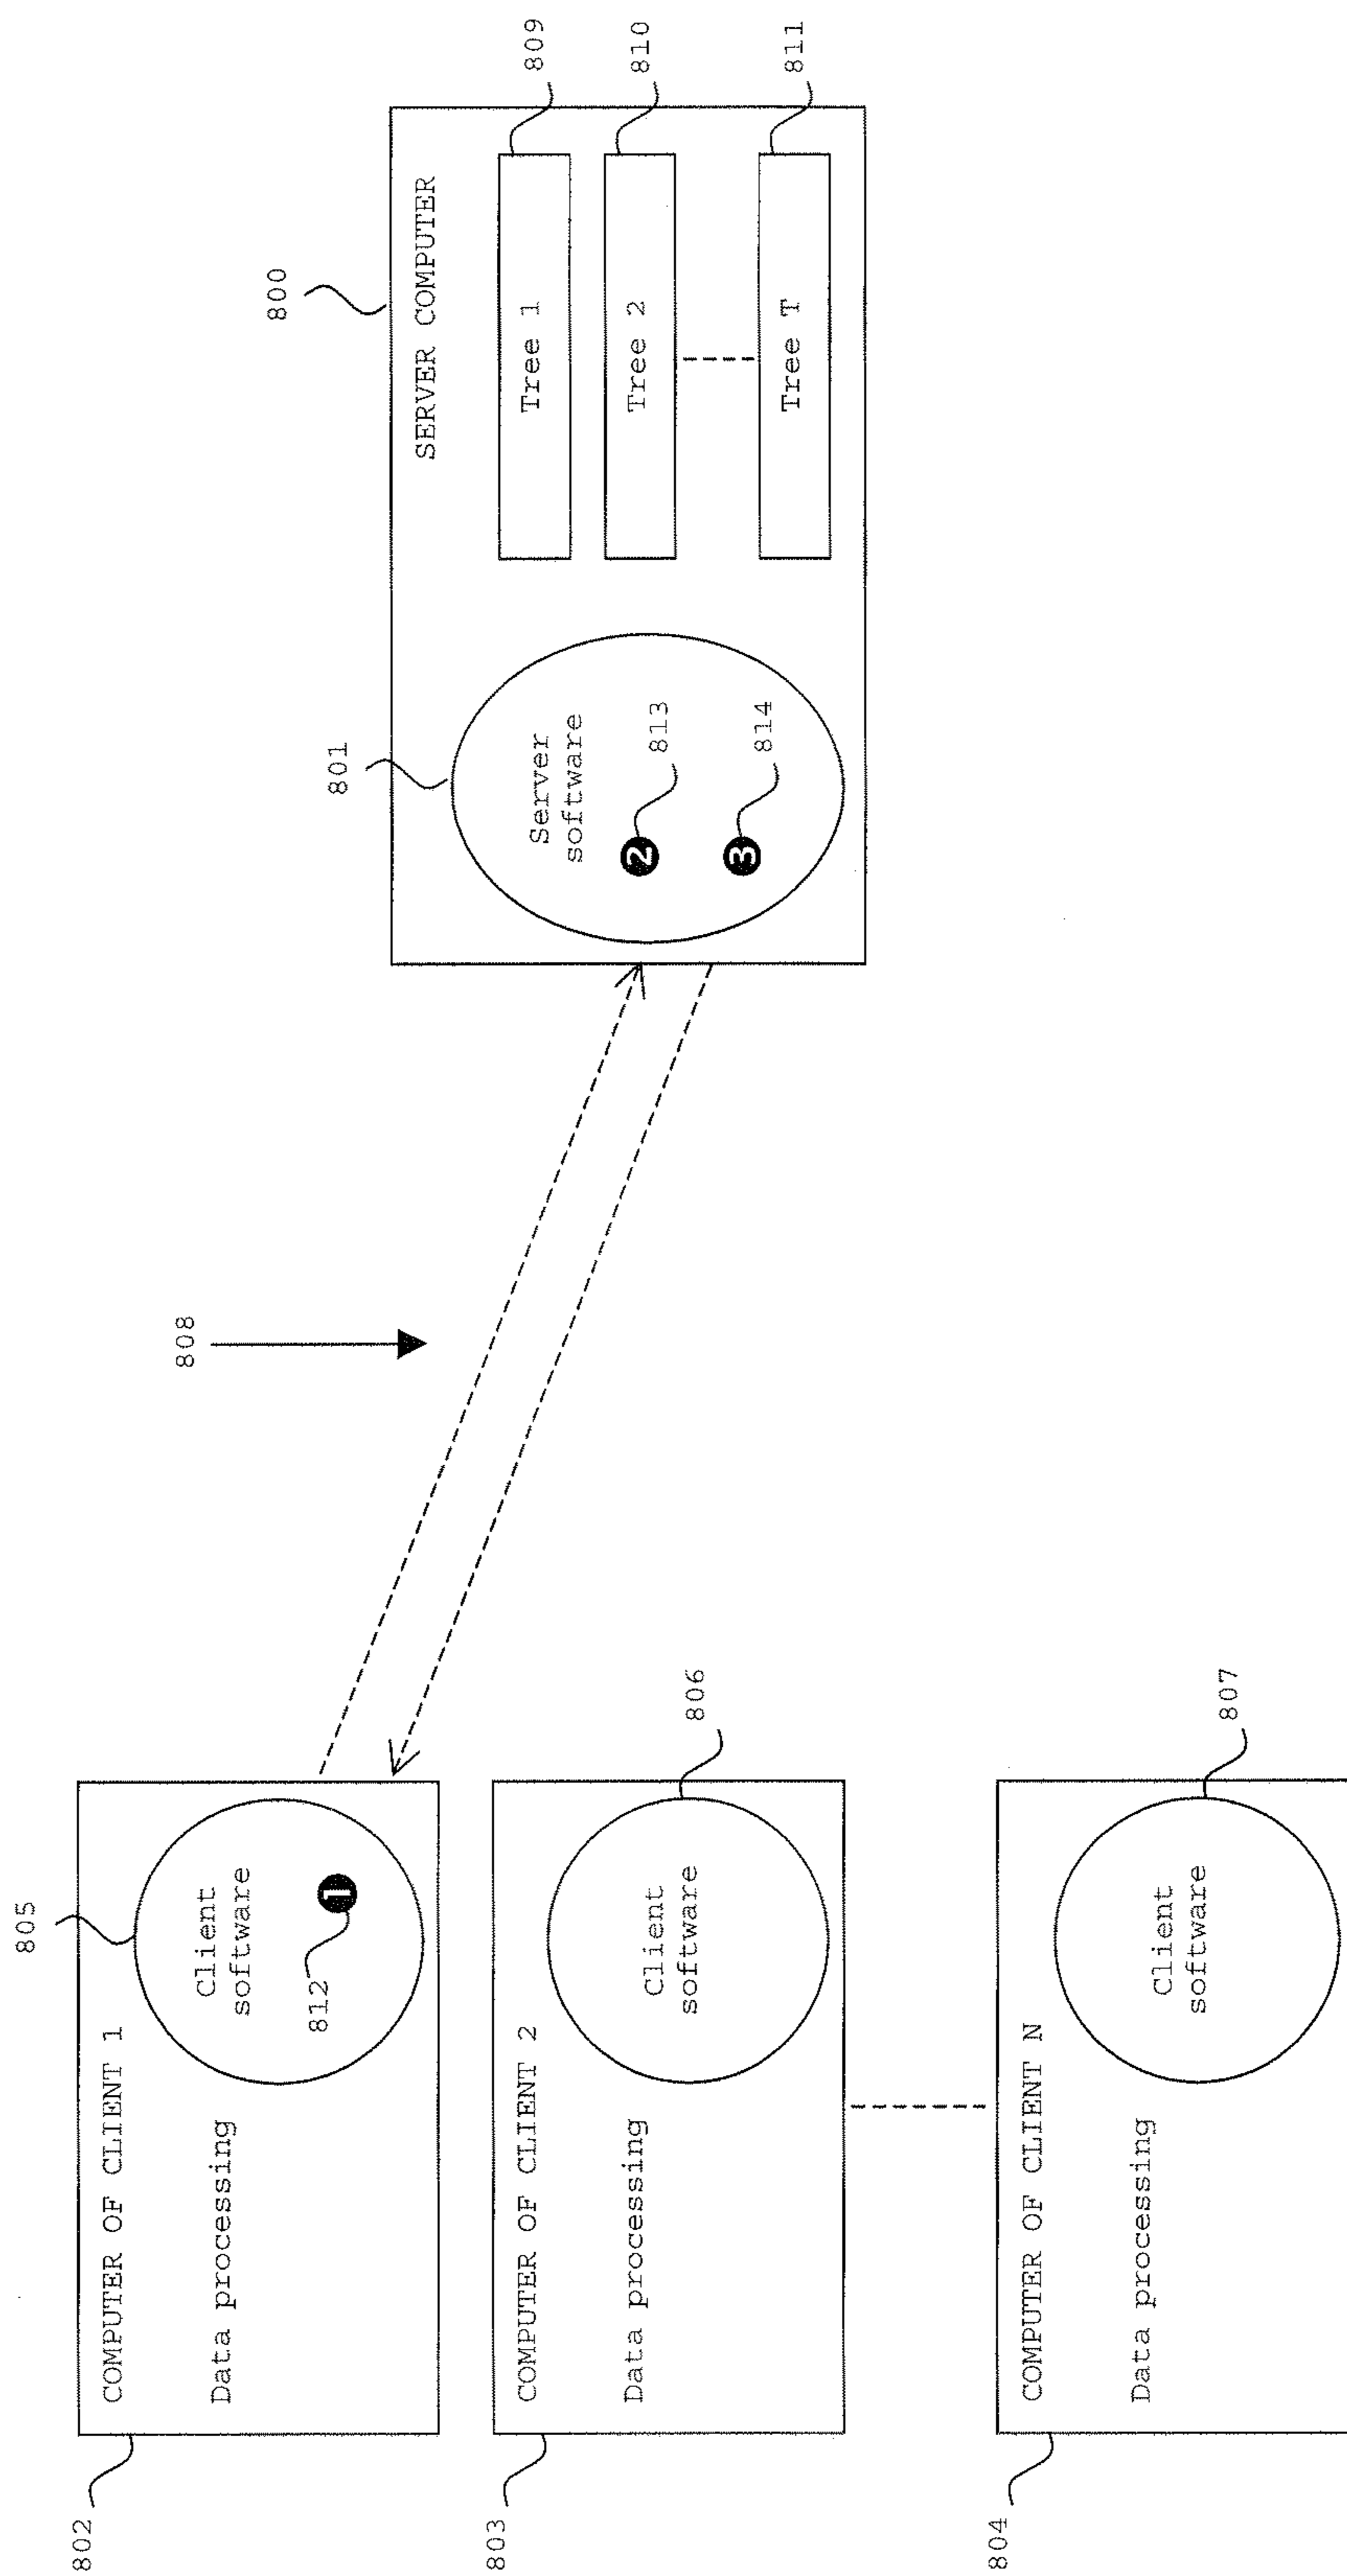 802
COMPUTER OF CLIENT 1
Data processing
805
Client
software
812
1
803
COMPUTER OF CLIENT 2
Data processing
Client
software
806
804
COMPUTER OF CLIENT N
Data processing
Client
software
807
808
800
SERVER COMPUTER
801
Server
software
2
813
3
814
Tree 1
809
Tree 2
810
Tree T
811